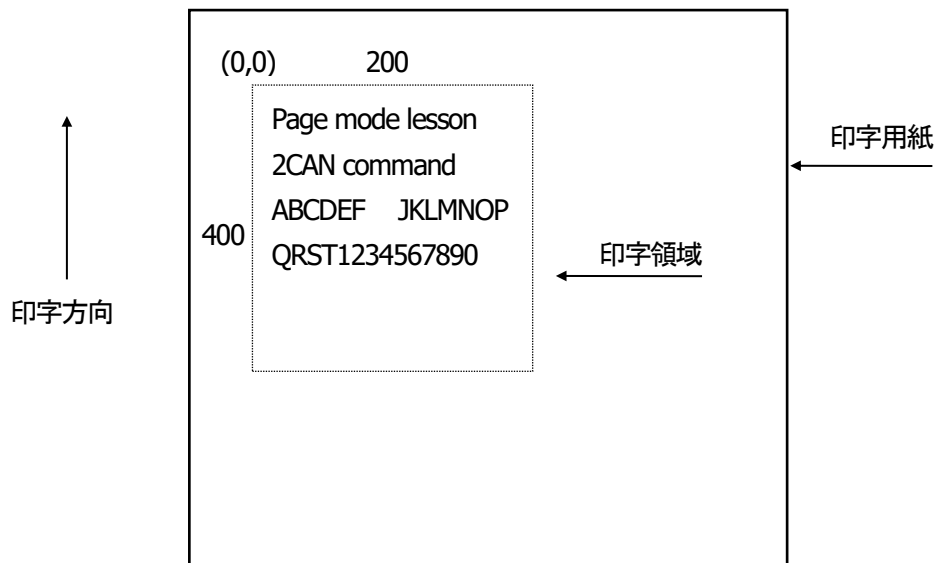 (0,0) 200
Page mode lesson
印字用紙
2CAN command
ABCDEF JKLMNOP
400
QRST1234567890
印字領域
印字方向